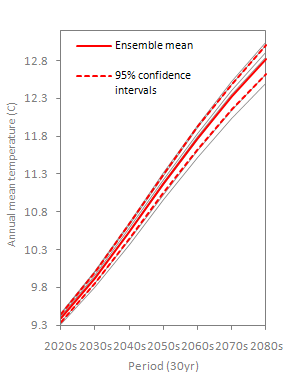 Ensemble mean
95% confidence
intervals
Annual mean temperature (C)
12.8
12.3
11.8
11.3
10.8
10.3
9.8
9.3
2020s 2030s 2040s 2050s 2060s 2070s 2080s
Period (30yr)